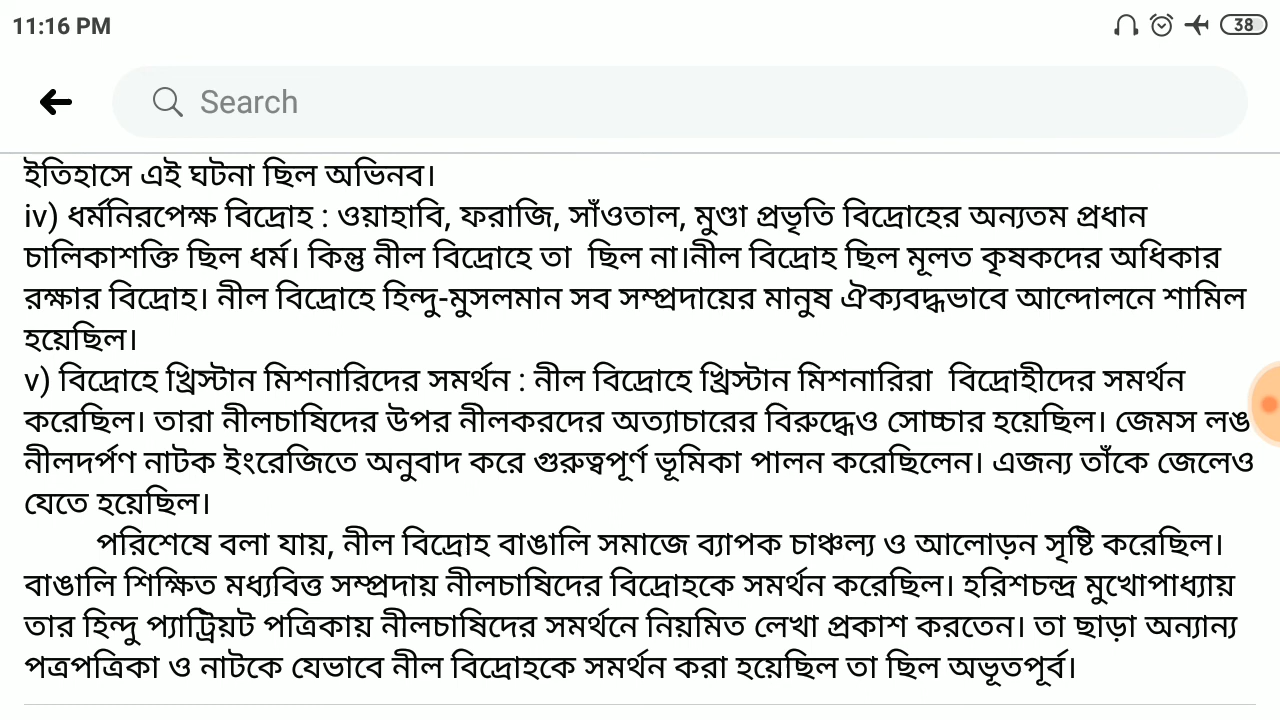 11:16 PM
38
Search
ইতিহাসে এই ঘটনা ছিল অভিনব।
iv) ধর্মনিরপেক্ষ বিদ্রোহ : ওয়াহাবি, ফরাজি, সাঁওতাল, মুণ্ডা প্রভৃতি বিদ্রোহের অন্যতম প্রধান
চালিকাশক্তি ছিল ধর্ম। কিন্তু নীল বিদ্রোহে তা  ছিল না।নীল বিদ্রোহ ছিল মূলত কৃষকদের অধিকার
রক্ষার বিদ্রোহ। নীল বিদ্রোহে হিন্দু-মুসলমান সব সম্প্রদায়ের মানুষ ঐক্যবদ্ধভাবে আন্দোলনে শামিল
হয়েছিল।
v) বিদ্রোহে খ্রিস্টান মিশনারিদের সমর্থন : নীল বিদ্রোহে খ্রিস্টান মিশনারিরা  বিদ্রোহীদের সমর্থন
করেছিল। তারা নীলচাষিদের উপর নীলকরদের অত্যাচারের বিরুদ্ধেও সোচ্চার হয়েছিল। জেমস লঙ
নীলদর্পণ নাটক ইংরেজিতে অনুবাদ করে গুরুত্বপূর্ণ ভূমিকা পালন করেছিলেন। এজন্য তাঁকে জেলেও
যেতে হয়েছিল।
পরিশেষে বলা যায়, নীল বিদ্রোহ বাঙালি সমাজে ব্যাপক চাঞ্চল্য ও আলোড়ন সৃষ্টি করেছিল।
বাঙালি শিক্ষিত মধ্যবিত্ত সম্প্রদায় নীলচাষিদের বিদ্রোহকে সমর্থন করেছিল। হরিশচন্দ্র মুখোপাধ্যায়
তার হিন্দু প্যাট্রিয়ট পত্রিকায় নীলচাষিদের সমর্থনে নিয়মিত লেখা প্রকাশ করতেন। তা ছাড়া অন্যান্য
পত্রপত্রিকা ও নাটকে যেভাবে নীল বিদ্রোহকে সমর্থন করা হয়েছিল তা ছিল অভূতপূর্ব।